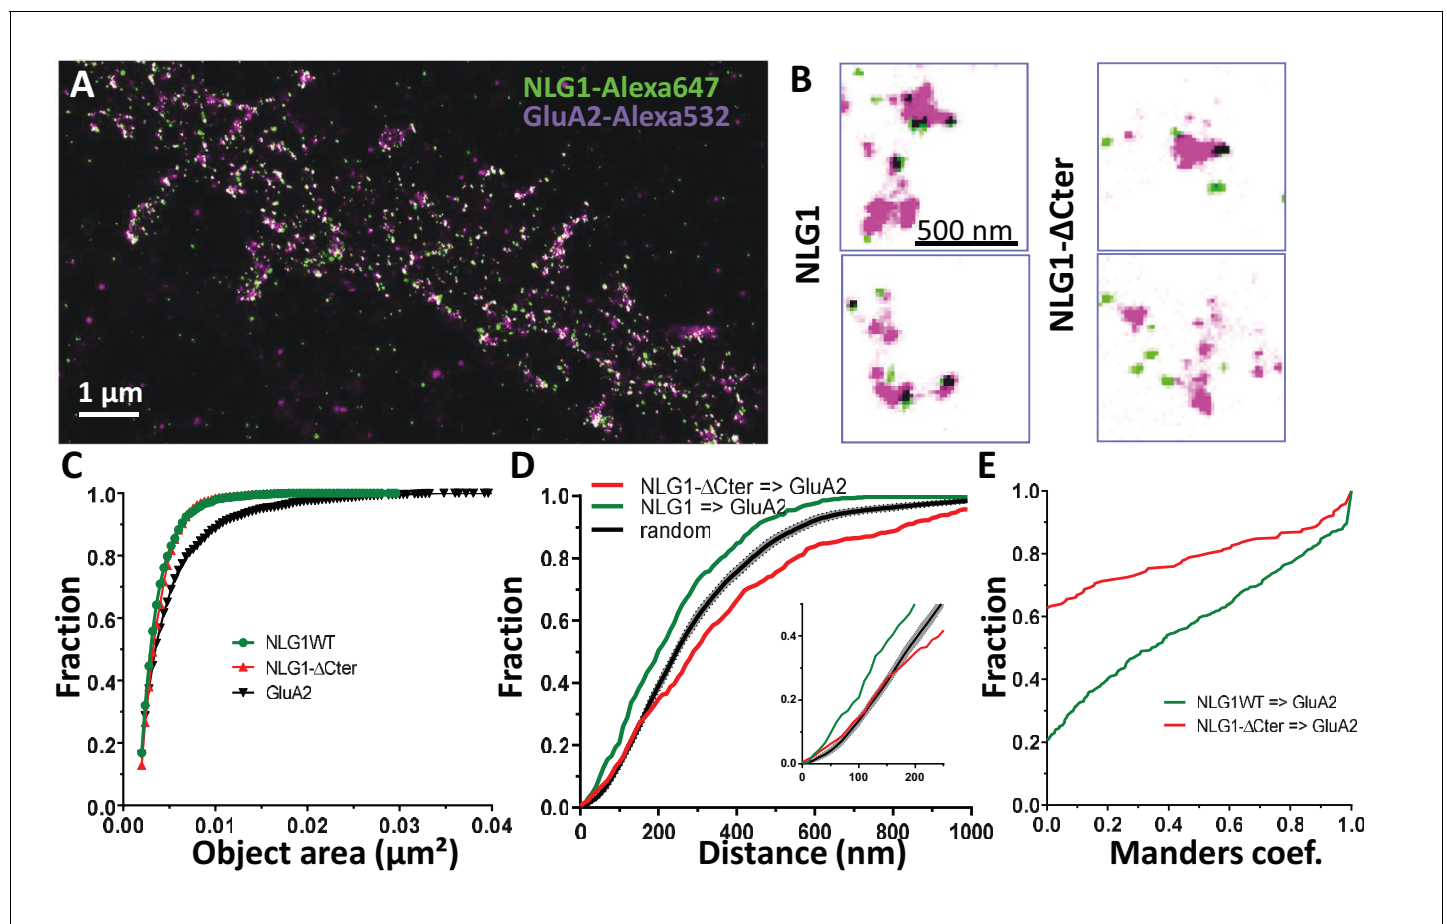 A
NLG1-Alexa647
GluA2-Alexa532
1 µm
B
NLG1
500 nm
NLG1-ΔCter
C
Fraction
1.0
0.8
0.6
0.4
0.2
0.0
NLG1WT
NLG1-ΔCter
GluA2
0.00
0.01
0.02
0.03
0.04
Object area (µm²)
D
NLG1-ΔCter => GluA2
NLG1 => GluA2
random
Fraction
1.0
0.8
0.6
0.4
0.2
0.0
0.4
0.2
0.0
0
100
200
0
200
400
600
800
1000
Distance (nm)
E
Fraction
1.0
0.8
0.6
0.4
0.2
0.0
NLG1WT => GluA2
NLG1-ΔCter => GluA2
0.0
0.2
0.4
0.6
0.8
1.0
Manders coef.